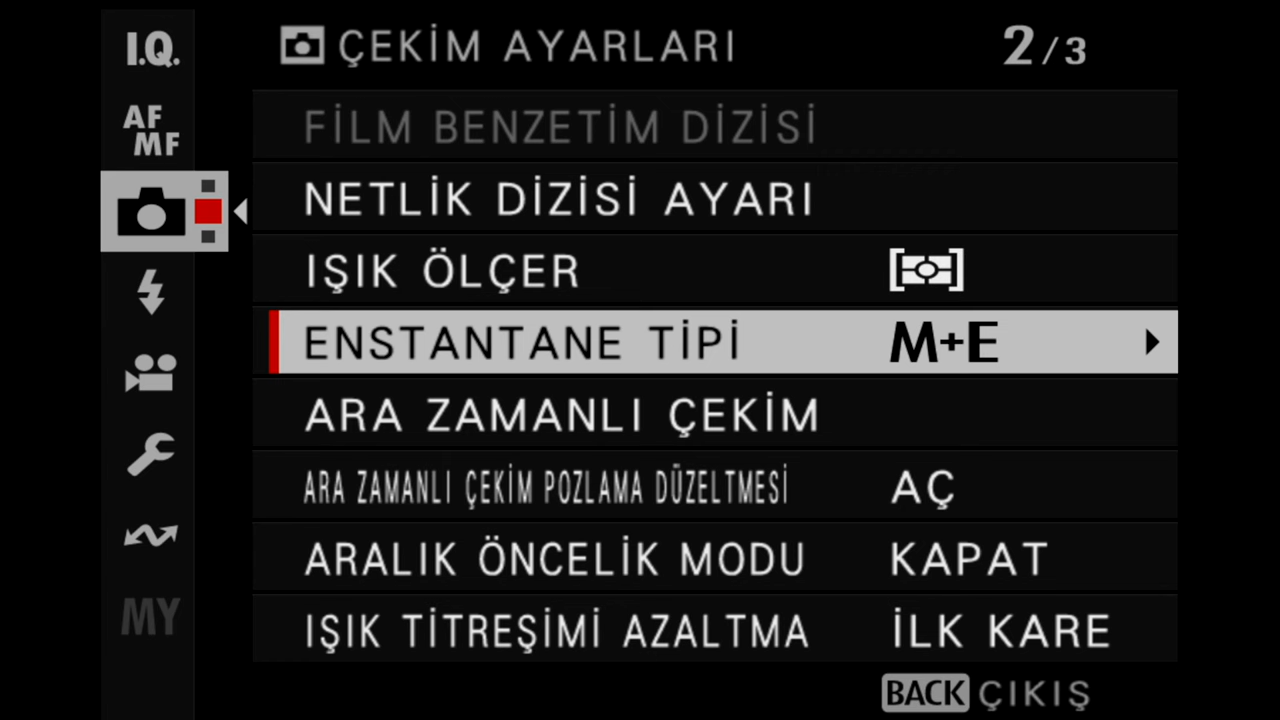 I.Q.
AF
MF
MY
ÇEKİM AYARLARI 2/3
FİLM BENZETİM DİZİSİ
NETLİK DİZİSİ AYARI
IŞIK ÖLÇER
ENSTANTANE TİPİ M+E
ARA ZAMANLI ÇEKİM
ARA ZAMANLI ÇEKİM POZLAMA DÜZELTMESİ AÇ
ARALIK ÖNCELİK MODU KAPAT
IŞIK TİTREŞİMİ AZALTMA İLK KARE
BACK ÇIKIŞ